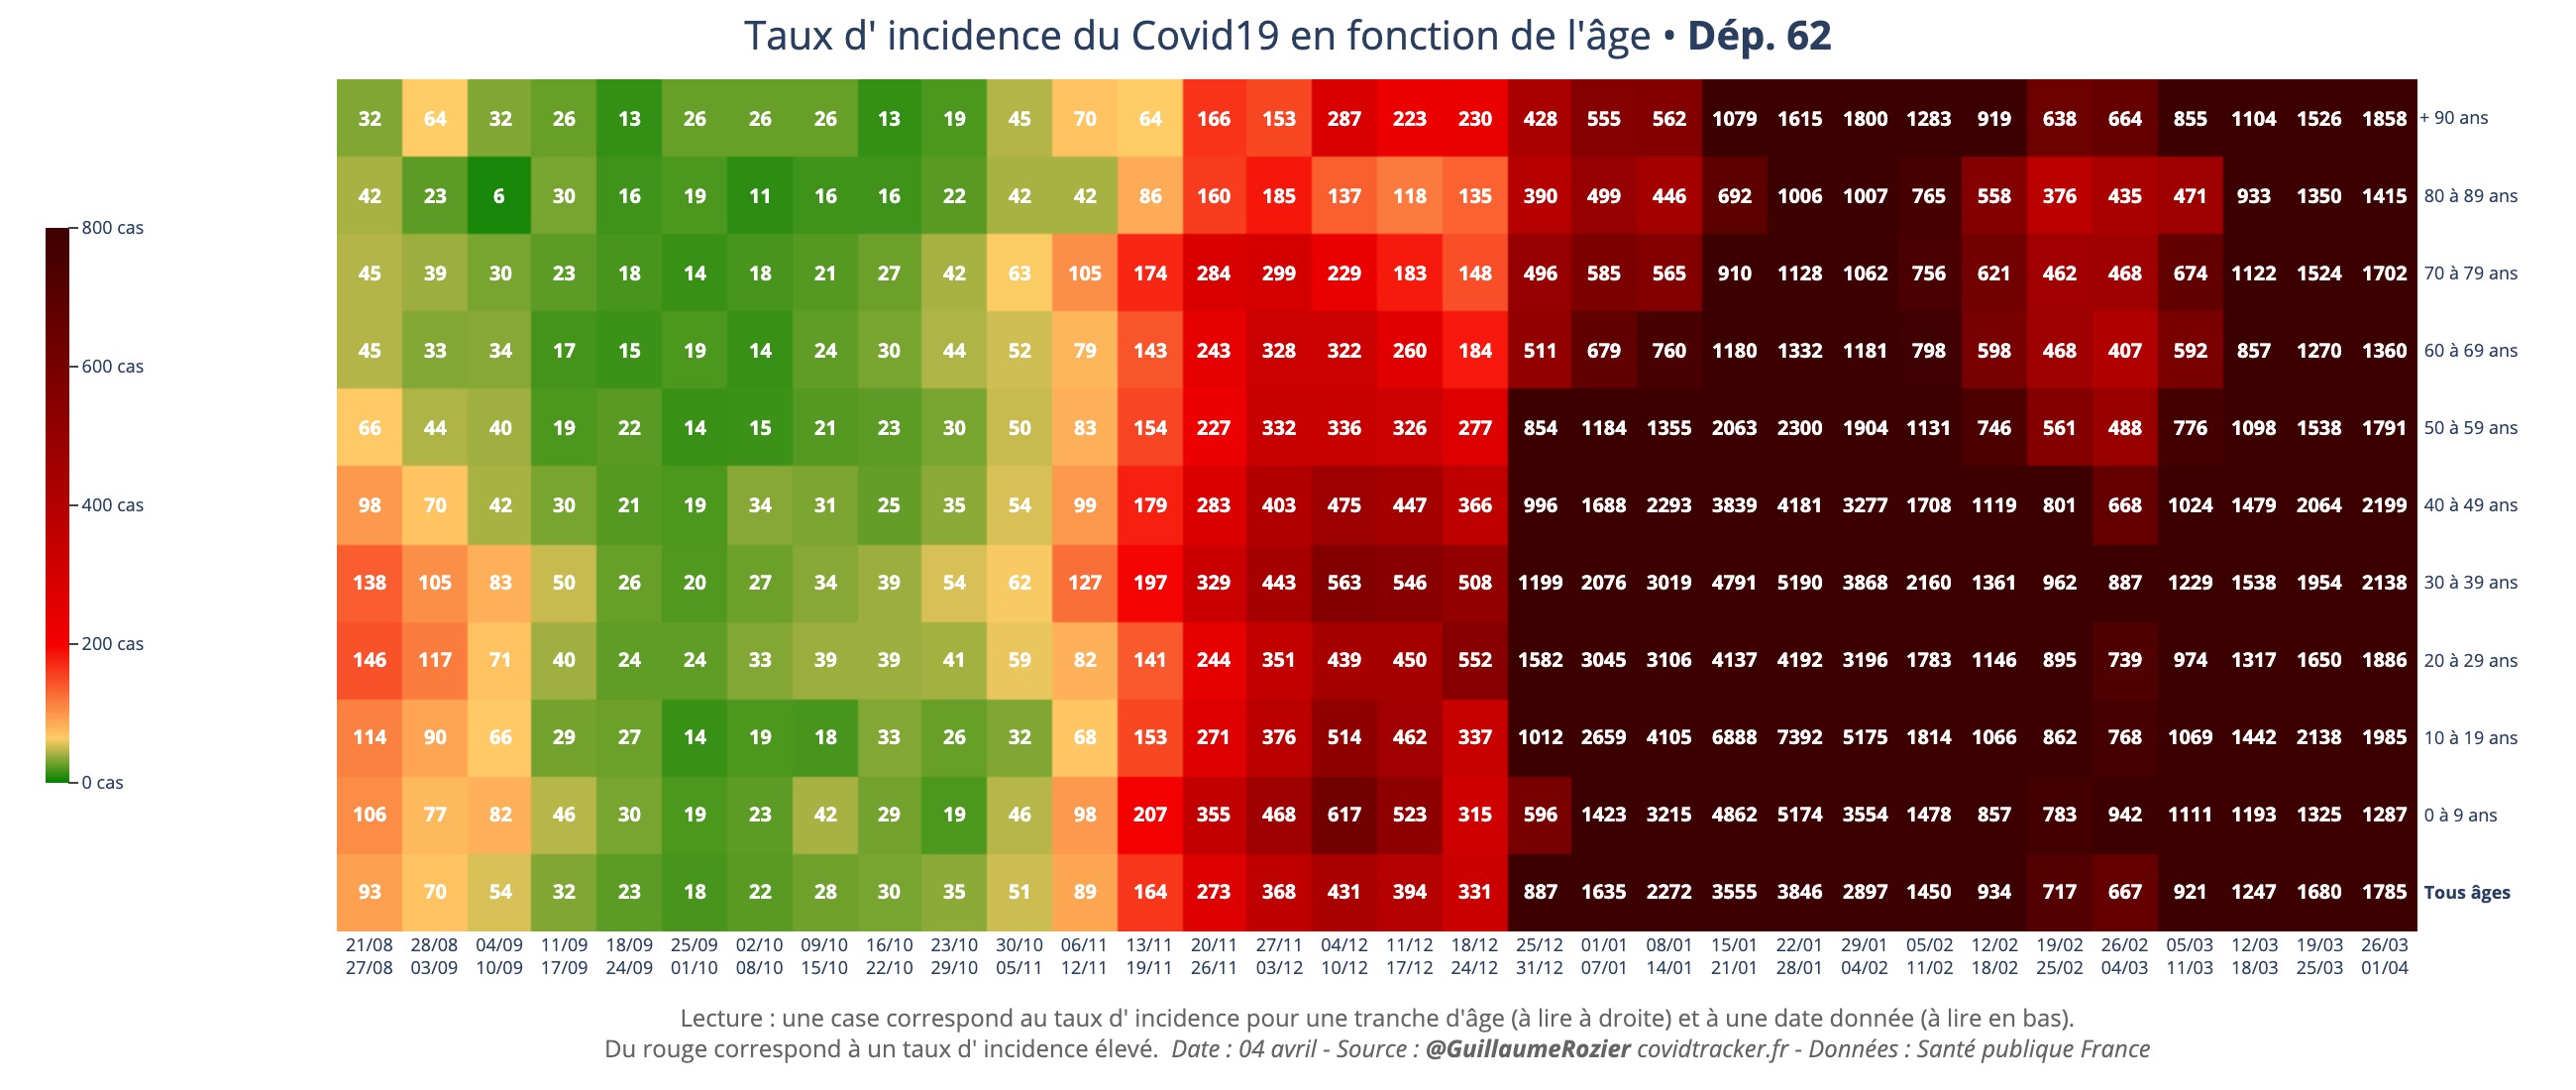 Taux d' incidence du Covid19 en fonction de l'âge • Dép. 62
32 64 32 26 13 26 26 26 13 19 45 70 64 166 153 287 223 230 428 555 562 1079 1615 1800 1283 919 638 664 855 1104 1526 1858 + 90 ans
42 23 6 30 16 19 11 16 16 22 42 42 86 160 185 137 118 135 390 499 446 692 1006 1007 765 558 376 435 471 933 1350 1415 80 à 89 ans
45 39 30 23 18 14 18 21 27 42 63 105 174 284 299 229 183 148 496 585 565 910 1128 1062 756 621 462 468 674 1122 1524 1702 70 à 79 ans
45 33 34 17 15 19 14 24 30 44 52 79 143 243 328 322 260 184 511 679 760 1180 1332 1181 798 598 468 407 592 857 1270 1360 60 à 69 ans
66 44 40 19 22 14 15 21 23 30 50 83 154 227 332 336 326 277 854 1184 1355 2063 2300 1904 1131 746 561 488 776 1098 1538 1791 50 à 59 ans
98 70 42 30 21 19 34 31 25 35 54 99 179 283 403 475 447 366 996 1688 2293 3839 4181 3277 1708 1119 801 668 1024 1479 2064 2199 40 à 49 ans
138 105 83 50 26 20 27 34 39 54 62 127 197 329 443 563 546 508 1199 2076 3019 4791 5190 3868 2160 1361 962 887 1229 1538 1954 2138 30 à 39 ans
146 117 71 40 24 24 33 39 39 41 59 82 141 244 351 439 450 552 1582 3045 3106 4137 4192 3196 1783 1146 895 739 974 1317 1650 1886 20 à 29 ans
114 90 66 29 27 14 19 18 33 26 32 68 153 271 376 514 462 337 1012 2659 4105 6888 7392 5175 1814 1066 862 768 1069 1442 2138 1985 10 à 19 ans
106 77 82 46 30 19 23 42 29 19 46 98 207 355 468 617 523 315 596 1423 3215 4862 5174 3554 1478 857 783 942 1111 1193 1325 1287 0 à 9 ans
93 70 54 32 23 18 22 28 30 35 51 89 164 273 368 431 394 331 887 1635 2272 3555 3846 2897 1450 934 717 667 921 1247 1680 1785 Tous âges
21/08 28/08 04/09 11/09 18/09 25/09 02/10 09/10 16/10 23/10 30/10 06/11 13/11 20/11 27/11 04/12 11/12 18/12 25/12 01/01 08/01 15/01 22/01 29/01 05/02 12/02 19/02 26/02 05/03 12/03 19/03 26/03
27/08 03/09 10/09 17/09 24/09 01/10 08/10 15/10 22/10 29/10 05/11 12/11 19/11 26/11 03/12 10/12 17/12 24/12 31/12 07/01 14/01 21/01 28/01 04/02 11/02 18/02 25/02 04/03 11/03 18/03 25/03 01/04
800 cas
600 cas
400 cas
200 cas
0 cas
Lecture : une case correspond au taux d' incidence pour une tranche d'âge (à lire à droite) et à une date donnée (à lire en bas).
Du rouge correspond à un taux d' incidence élevé. Date : 04 avril - Source : @GuillaumeRozier covidtracker.fr - Données : Santé publique France